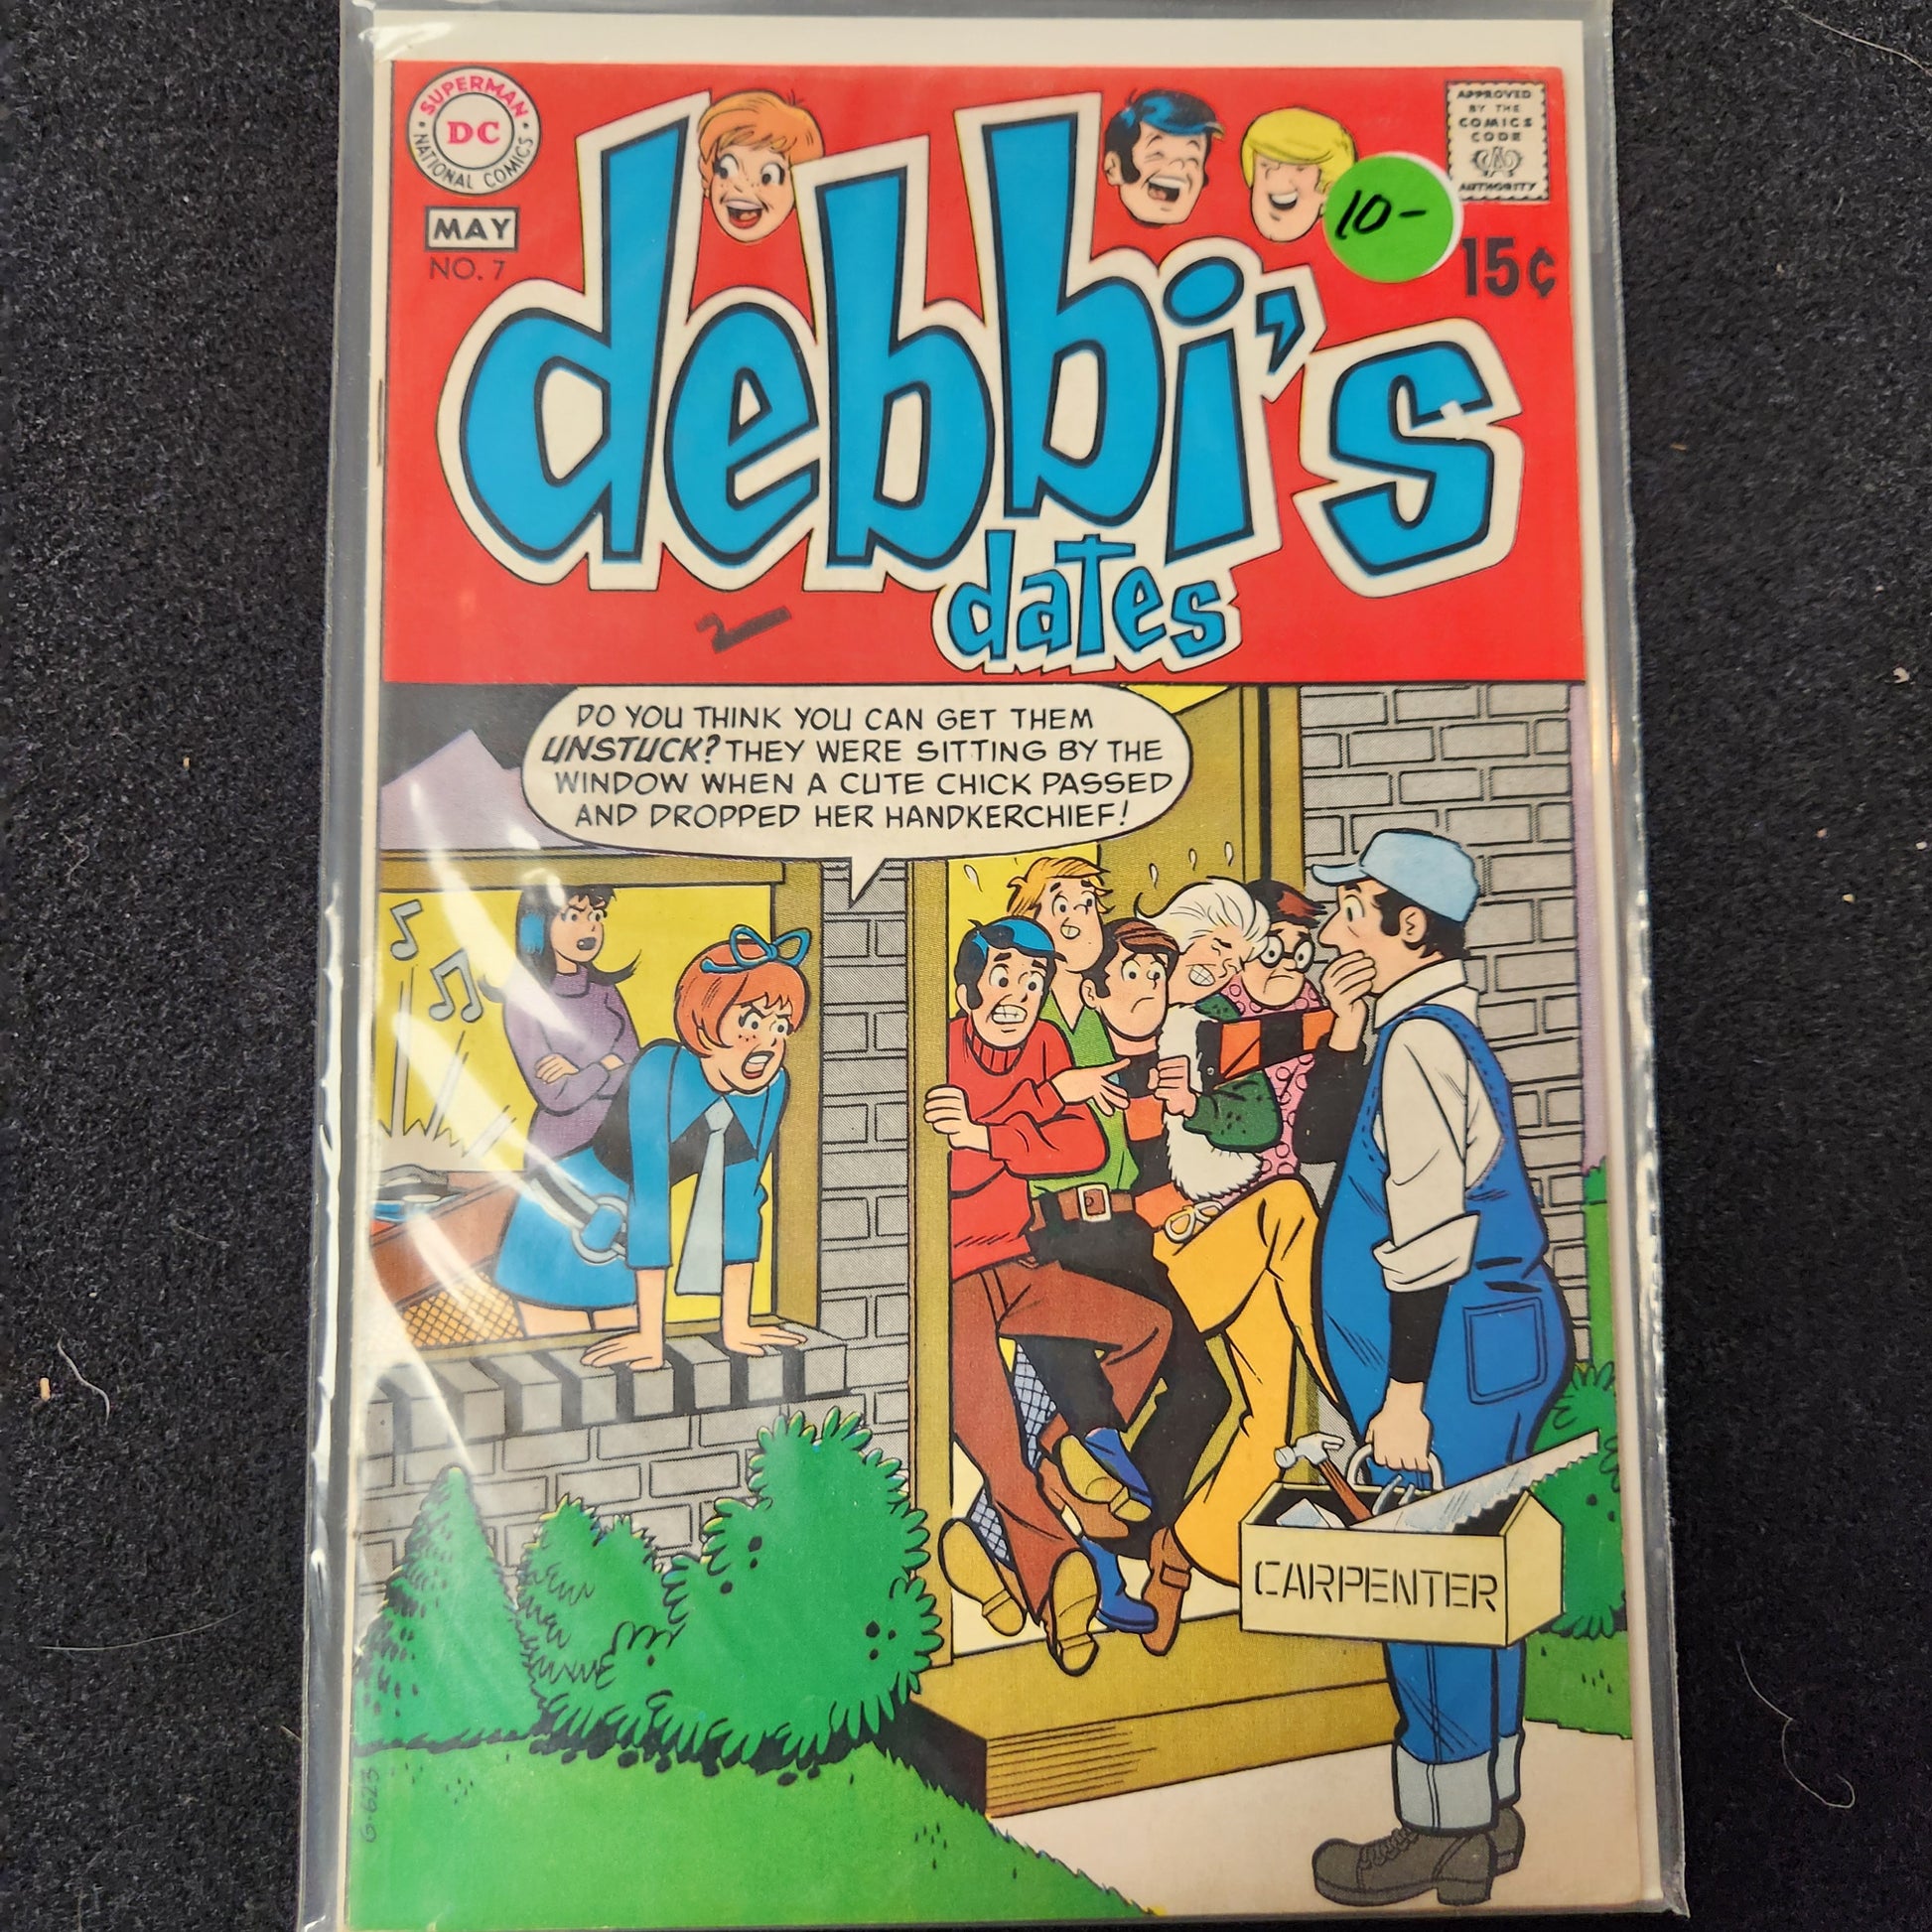 SUPERMAN
DC
NATIONAL COMICS
MAY
NO. 7
APPROVED
BY THE
COMICS
CODE
A
AUTHORITY
10-
15¢
debbi's
dates
2
DO YOU THINK YOU CAN GET THEM
UNSTUCK? THEY WERE SITTING BY THE
WINDOW WHEN A CUTE CHICK PASSED
AND DROPPED HER HANDKERCHIEF!
CARPENTER
G-623